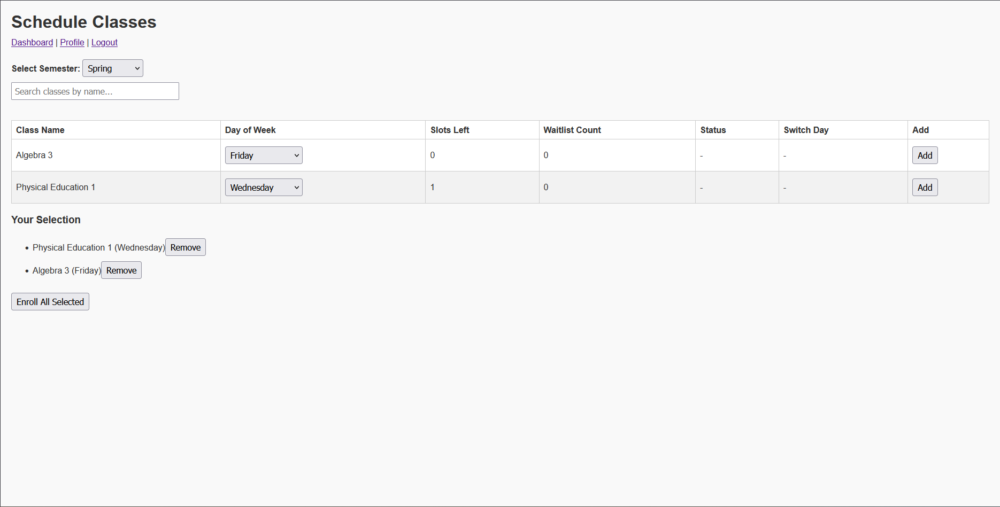 Schedule Classes
Dashboard | Profile | Logout
Select Semester: Spring
Search classes by name...
Class Name Day of Week Slots Left Waitlist Count Status Switch Day Add
Algebra 3 Friday 0 0 - - Add
Physical Education 1 Wednesday 1 0 - - Add
Your Selection
• Physical Education 1 (Wednesday) Remove
• Algebra 3 (Friday) Remove
Enroll All Selected